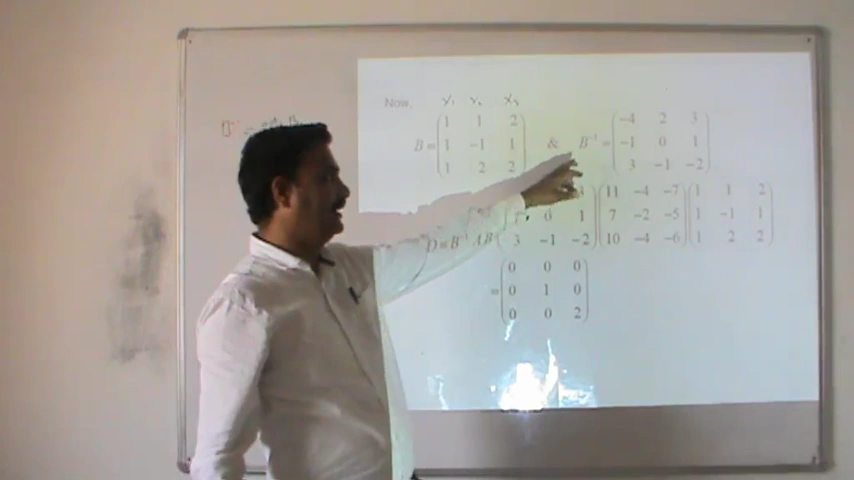 Now, X₁ X₂ X₃
B = ( 1 1 2 ) & B⁻¹ = ( -4 2 3 )
( 1 -1 1 ) ( -1 0 1 )
( 1 2 2 ) ( 3 -1 -2 )
( 11 -4 -7 ) ( 1 1 2 )
0 1 ( 7 -2 -5 ) ( 1 -1 1 )
D = B⁻¹ A B ( 3 -1 -2 ) ( 10 -4 -6 ) ( 1 2 2 )
( 0 0 0 )
= ( 0 1 0 )
( 0 0 2 )